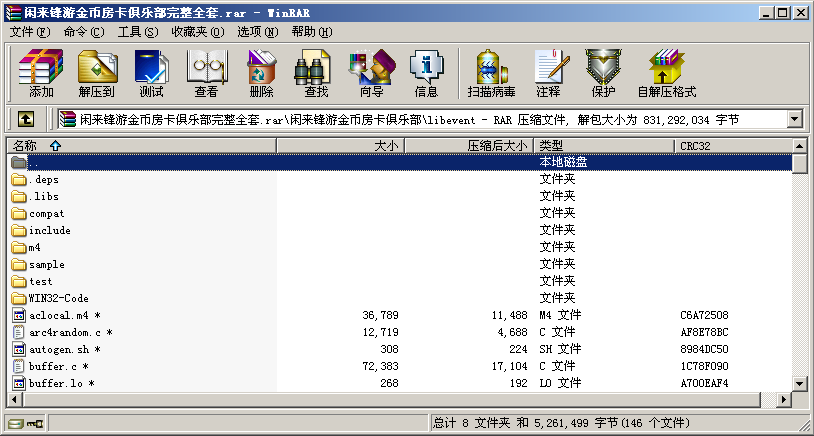 闲来锋游金币房卡俱乐部完整全套.rar - WinRAR
文件(F) 命令(C) 工具(S) 收藏夹(O) 选项(N) 帮助(H)
添加 解压到 测试 查看 删除 查找 向导 信息 扫描病毒 注释 保护 自解压格式
闲来锋游金币房卡俱乐部完整全套.rar\闲来锋游金币房卡俱乐部\libevent - RAR 压缩文件, 解包大小为 831,292,034 字节
名称 大小 压缩后大小 类型 CRC32
.. 本地磁盘
.deps 文件夹
.libs 文件夹
compat 文件夹
include 文件夹
m4 文件夹
sample 文件夹
test 文件夹
WIN32-Code 文件夹
aclocal.m4 * 36,789 11,488 M4 文件 C6A72508
arc4random.c * 12,719 4,688 C 文件 AF8E78BC
autogen.sh * 308 224 SH 文件 8984DC50
buffer.c * 72,383 17,104 C 文件 1C78F090
buffer.lo * 268 192 LO 文件 A700EAF4
总计 8 文件夹 和 5,261,499 字节(146 个文件)